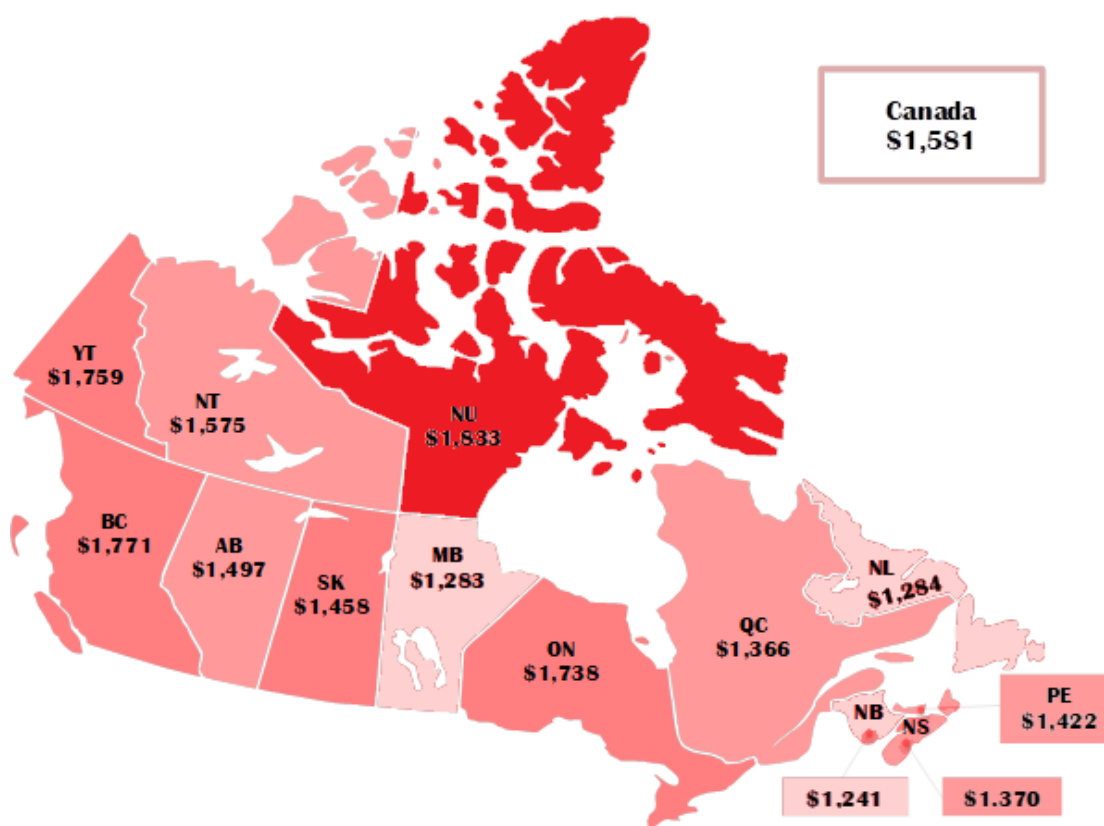 Canada
$1,581
YT
$1,759
NT
$1,575
NU
$1,833
BC
$1,771
AB
$1,497
SK
$1,458
MB
$1,283
ON
$1,738
QC
$1,366
NL
$1,284
PE
$1,422
NB
NS
$1,241
$1.370